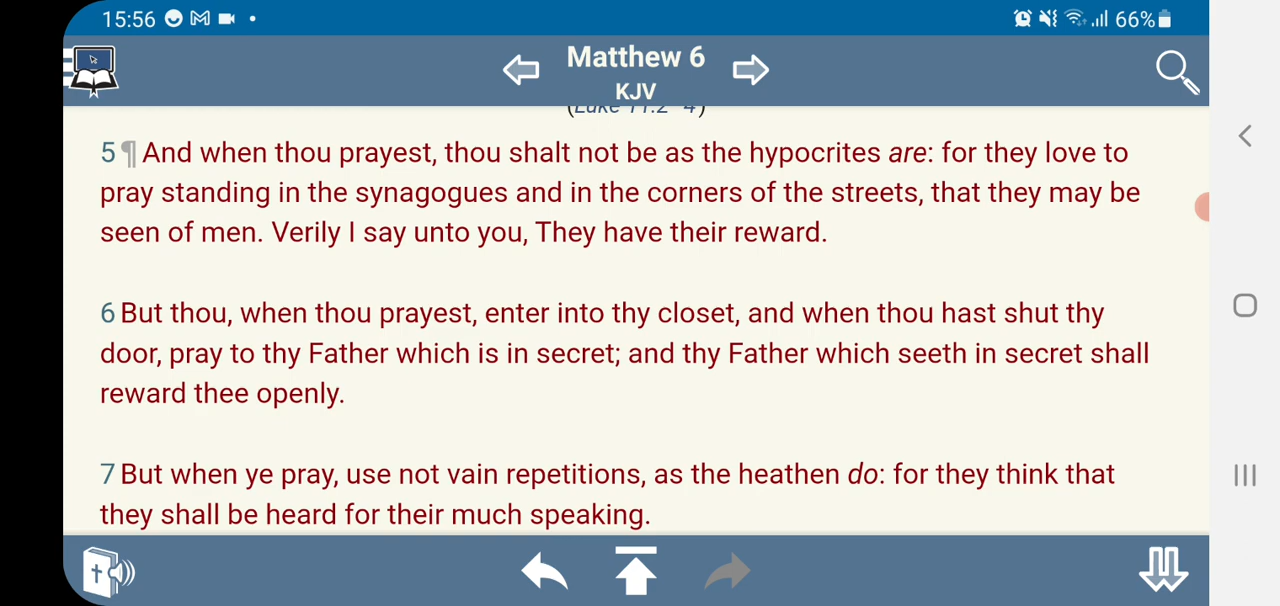 15:56
66%
Matthew 6
KJV
(Luke 11:2-4)
5 ¶ And when thou prayest, thou shalt not be as the hypocrites are: for they love to
pray standing in the synagogues and in the corners of the streets, that they may be
seen of men. Verily I say unto you, They have their reward.
6 But thou, when thou prayest, enter into thy closet, and when thou hast shut thy
door, pray to thy Father which is in secret; and thy Father which seeth in secret shall
reward thee openly.
7 But when ye pray, use not vain repetitions, as the heathen do: for they think that
they shall be heard for their much speaking.